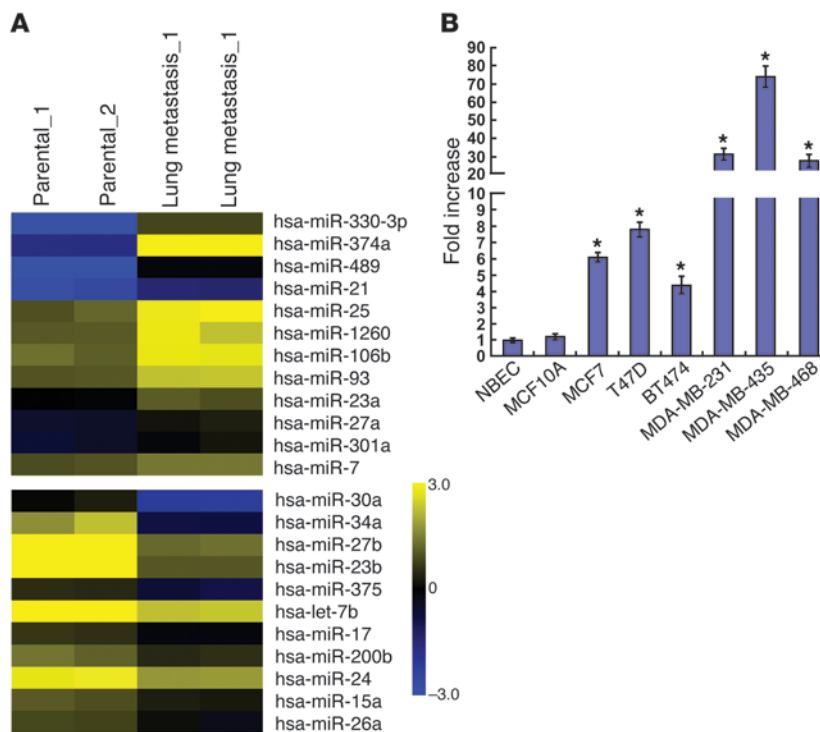 A
Parental_1
Parental_2
Lung metastasis_1
Lung metastasis_1
hsa-miR-330-3p
hsa-miR-374a
hsa-miR-489
hsa-miR-21
hsa-miR-25
hsa-miR-1260
hsa-miR-106b
hsa-miR-93
hsa-miR-23a
hsa-miR-27a
hsa-miR-301a
hsa-miR-7
hsa-miR-30a
hsa-miR-34a
hsa-miR-27b
hsa-miR-23b
hsa-miR-375
hsa-let-7b
hsa-miR-17
hsa-miR-200b
hsa-miR-24
hsa-miR-15a
hsa-miR-26a
3.0
0
–3.0
B
Fold increase
90
80
70
60
50
40
30
20
10
8
6
5
4
3
2
1
0
*
*
*
*
*
*
NBEC
MCF10A
MCF7
T47D
BT474
MDA-MB-231
MDA-MB-435
MDA-MB-468